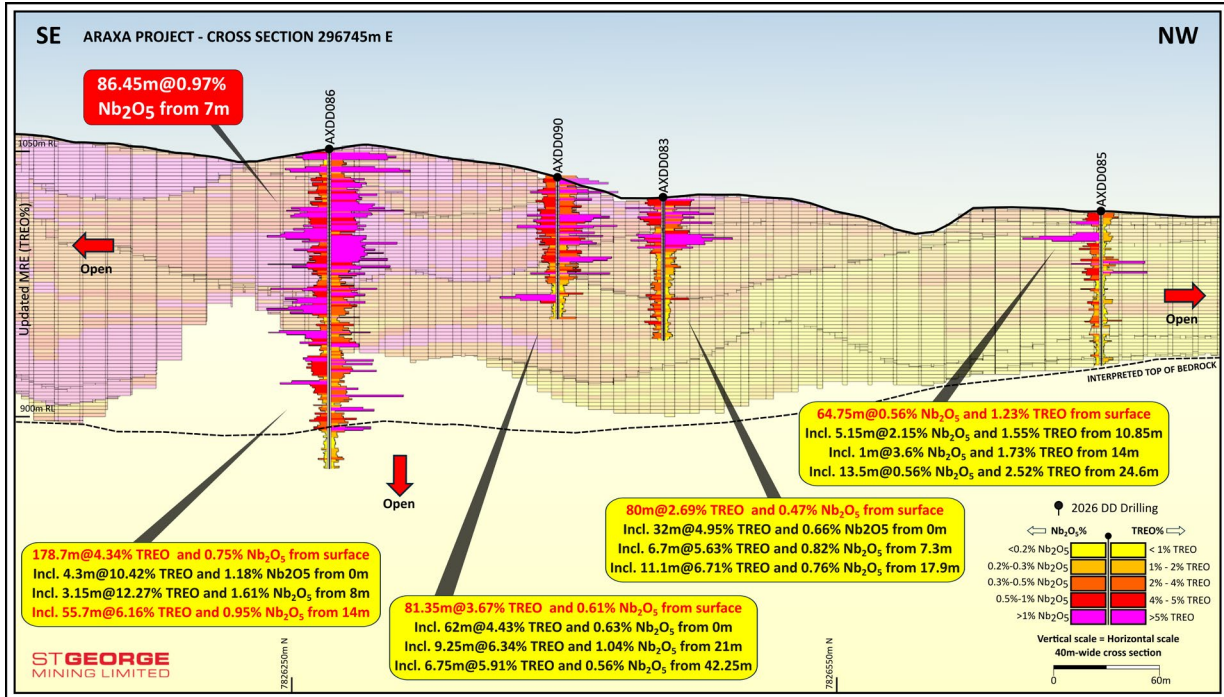 SE ARAXA PROJECT - CROSS SECTION 296745m E NW
86.45m@0.97%
Nb₂O₅ from 7m
AXDD086
AXDD090
AXDD083
AXDD085
1050m RL
Updated MRE (TREO%)
900m RL
Open
Open
Open
INTERPRETED TOP OF BEDROCK
178.7m@4.34% TREO and 0.75% Nb₂O₅ from surface
Incl. 4.3m@10.42% TREO and 1.18% Nb2O5 from 0m
Incl. 3.15m@12.27% TREO and 1.61% Nb₂O₅ from 8m
Incl. 55.7m@6.16% TREO and 0.95% Nb₂O₅ from 14m
81.35m@3.67% TREO and 0.61% Nb₂O₅ from surface
Incl. 62m@4.43% TREO and 0.63% Nb₂O₅ from 0m
Incl. 9.25m@6.34% TREO and 1.04% Nb₂O₅ from 21m
Incl. 6.75m@5.91% TREO and 0.56% Nb₂O₅ from 42.25m
80m@2.69% TREO and 0.47% Nb₂O₅ from surface
Incl. 32m@4.95% TREO and 0.66% Nb2O5 from 0m
Incl. 6.7m@5.63% TREO and 0.82% Nb₂O₅ from 7.3m
Incl. 11.1m@6.71% TREO and 0.76% Nb₂O₅ from 17.9m
64.75m@0.56% Nb₂O₅ and 1.23% TREO from surface
Incl. 5.15m@2.15% Nb₂O₅ and 1.55% TREO from 10.85m
Incl. 1m@3.6% Nb₂O₅ and 1.73% TREO from 14m
Incl. 13.5m@0.56% Nb₂O₅ and 2.52% TREO from 24.6m
2026 DD Drilling
Nb₂O₅% TREO%
<0.2% Nb₂O₅ < 1% TREO
0.2%-0.3% Nb₂O₅ 1% - 2% TREO
0.3%-0.5% Nb₂O₅ 2% - 4% TREO
0.5%-1% Nb₂O₅ 4% - 5% TREO
>1% Nb₂O₅ >5% TREO
Vertical scale = Horizontal scale
40m-wide cross section
0 60m
7826250m N
7826550m N
STGEORGE
MINING LIMITED